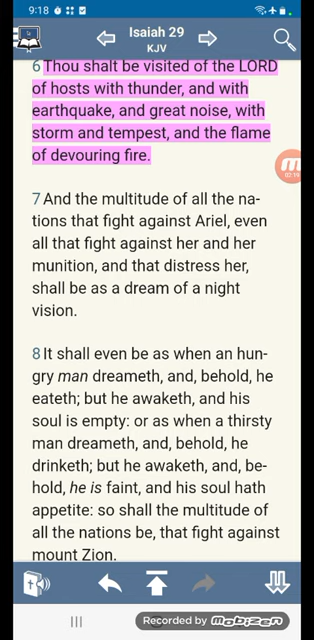 9:18
Isaiah 29
KJV
6 Thou shalt be visited of the LORD
of hosts with thunder, and with
earthquake, and great noise, with
storm and tempest, and the flame
of devouring fire.
7 And the multitude of all the na-
tions that fight against Ariel, even
all that fight against her and her
munition, and that distress her,
shall be as a dream of a night
vision.
8 It shall even be as when an hun-
gry man dreameth, and, behold, he
eateth; but he awaketh, and his
soul is empty: or as when a thirsty
man dreameth, and, behold, he
drinketh; but he awaketh, and, be-
hold, he is faint, and his soul hath
appetite: so shall the multitude of
all the nations be, that fight against
mount Zion.
Recorded by mobizen